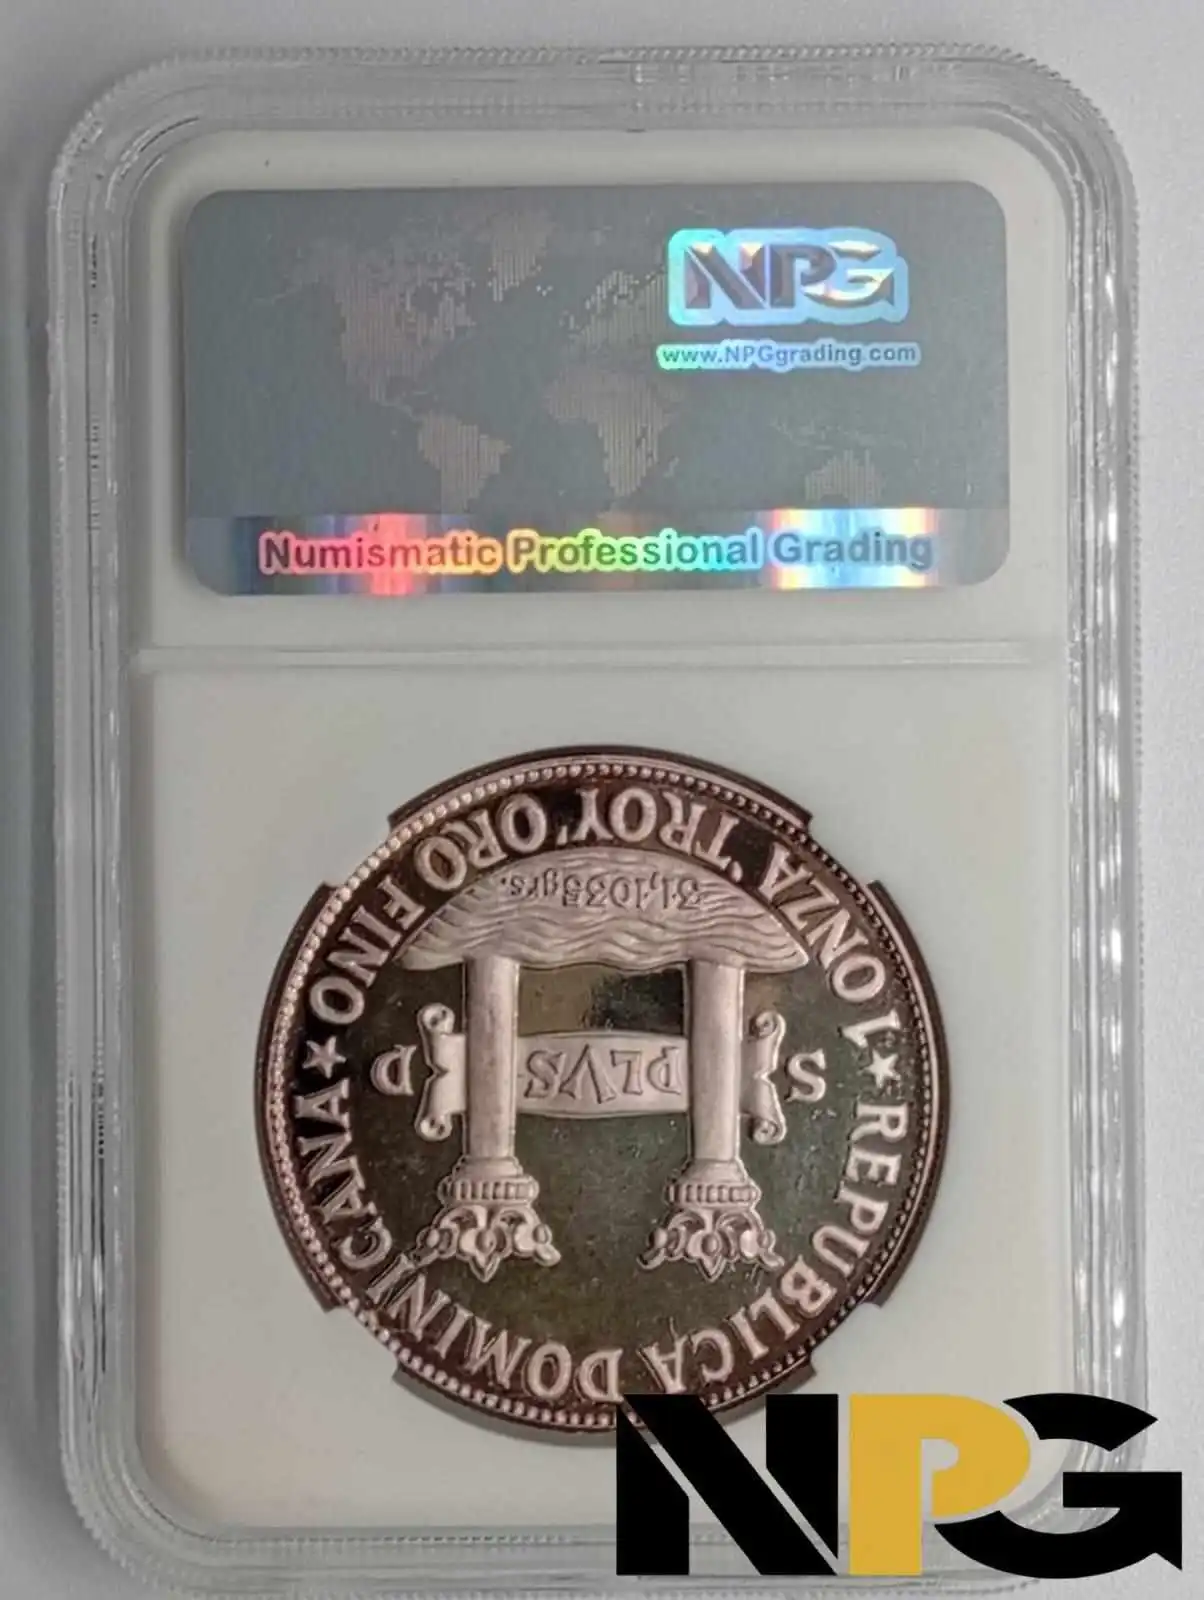 NPG
www.NPGgrading.com
Numismatic Professional Grading
★ REPUBLICA DOMINICANA ★
S PLVS D
31,1035grs.
1 ONZA 'TROY' ORO FINO
NPG